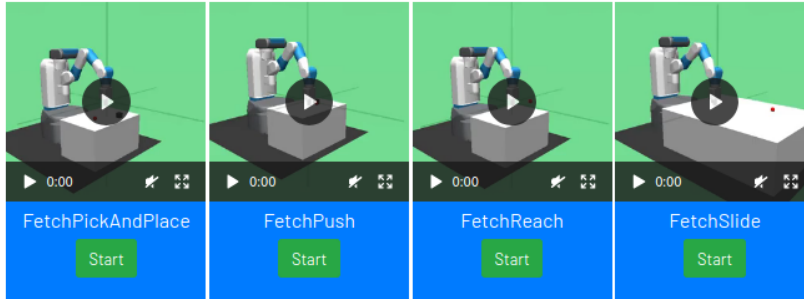 0:00
0:00
0:00
0:00
FetchPickAndPlace
FetchPush
FetchReach
FetchSlide
Start
Start
Start
Start